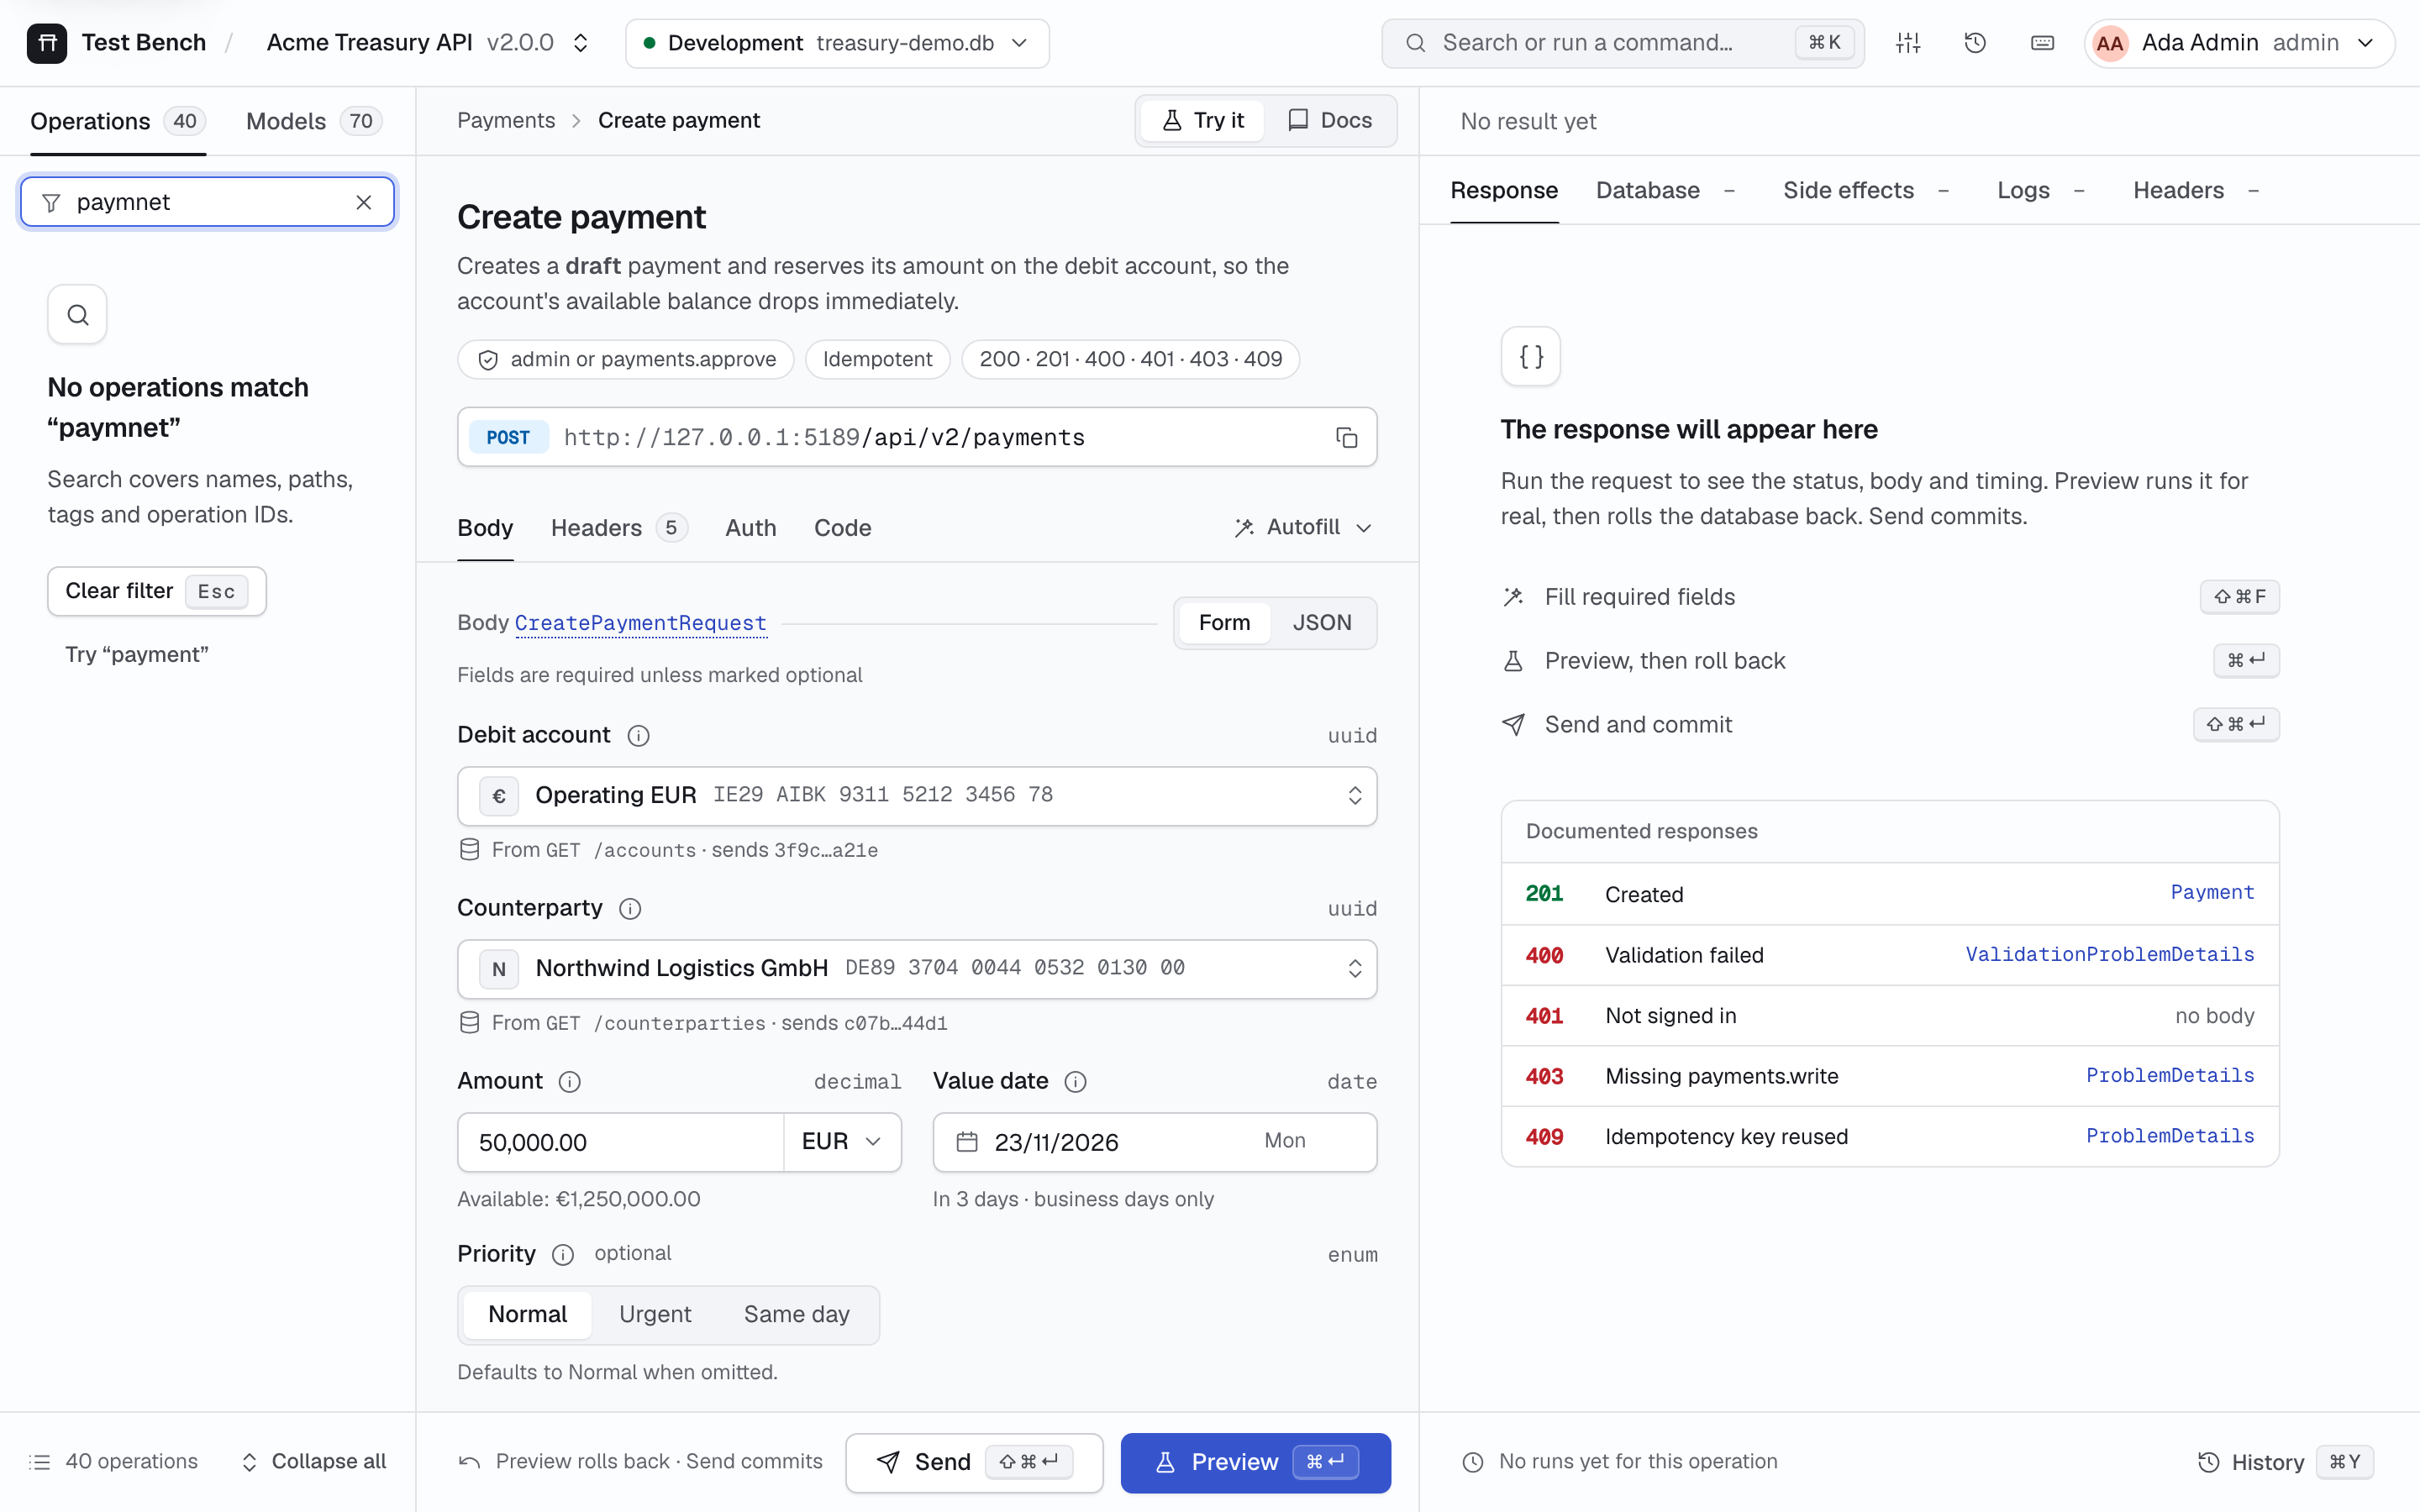 Test Bench / Acme Treasury API v2.0.0
Development treasury-demo.db
Search or run a command... ⌘K
AA Ada Admin admin
Operations 40 Models 70
paymnet
No operations match
“paymnet”
Search covers names, paths,
tags and operation IDs.
Clear filter Esc
Try “payment”
40 operations Collapse all
Payments > Create payment
Try it Docs
Create payment
Creates a draft payment and reserves its amount on the debit account, so the
account's available balance drops immediately.
admin or payments.approve Idempotent 200 · 201 · 400 · 401 · 403 · 409
POST http://127.0.0.1:5189/api/v2/payments
Body Headers 5 Auth Code Autofill
Body CreatePaymentRequest Form JSON
Fields are required unless marked optional
Debit account uuid
€ Operating EUR IE29 AIBK 9311 5212 3456 78
From GET /accounts · sends 3f9c…a21e
Counterparty uuid
N Northwind Logistics GmbH DE89 3704 0044 0532 0130 00
From GET /counterparties · sends c07b…44d1
Amount decimal Value date date
50,000.00 EUR 23/11/2026 Mon
Available: €1,250,000.00 In 3 days · business days only
Priority optional enum
Normal Urgent Same day
Defaults to Normal when omitted.
Preview rolls back · Send commits Send ⇧⌘↵ Preview ⌘↵
No result yet
Response Database – Side effects – Logs – Headers –
{ }
The response will appear here
Run the request to see the status, body and timing. Preview runs it for
real, then rolls the database back. Send commits.
Fill required fields ⇧⌘F
Preview, then roll back ⌘↵
Send and commit ⇧⌘↵
Documented responses
201 Created Payment
400 Validation failed ValidationProblemDetails
401 Not signed in no body
403 Missing payments.write ProblemDetails
409 Idempotency key reused ProblemDetails
No runs yet for this operation History ⌘Y